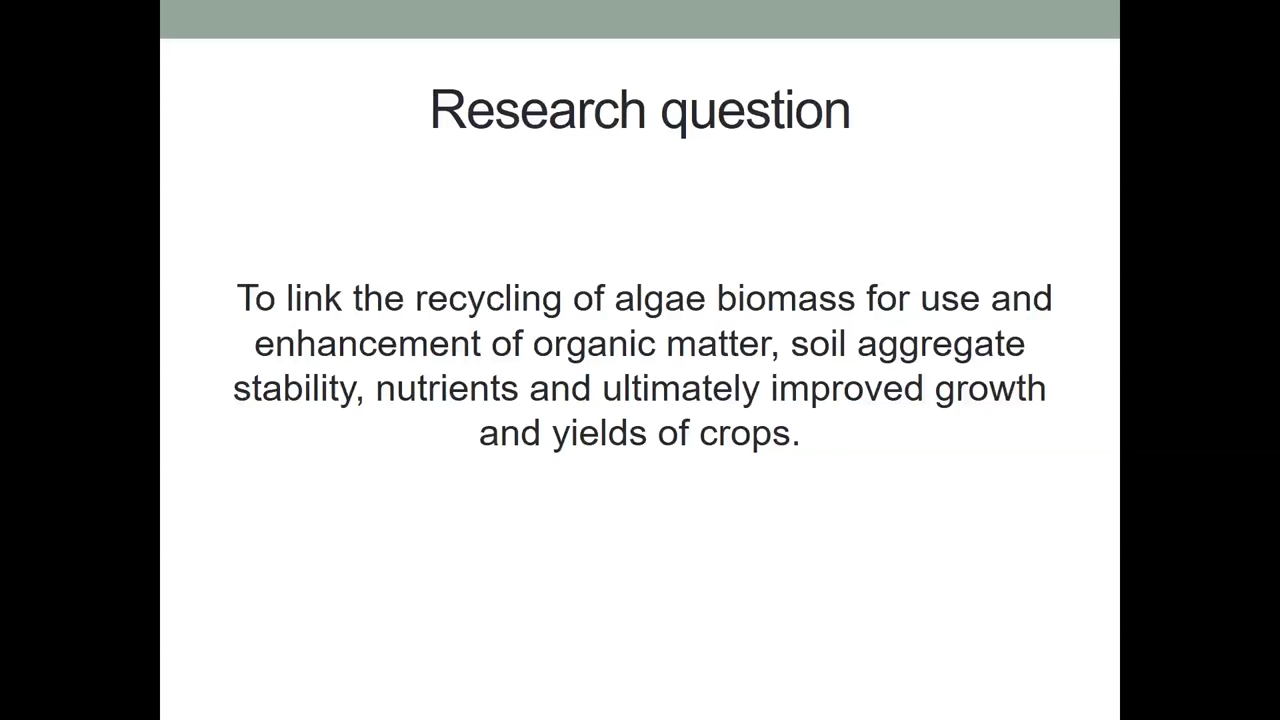 Research question
To link the recycling of algae biomass for use and
enhancement of organic matter, soil aggregate
stability, nutrients and ultimately improved growth
and yields of crops.